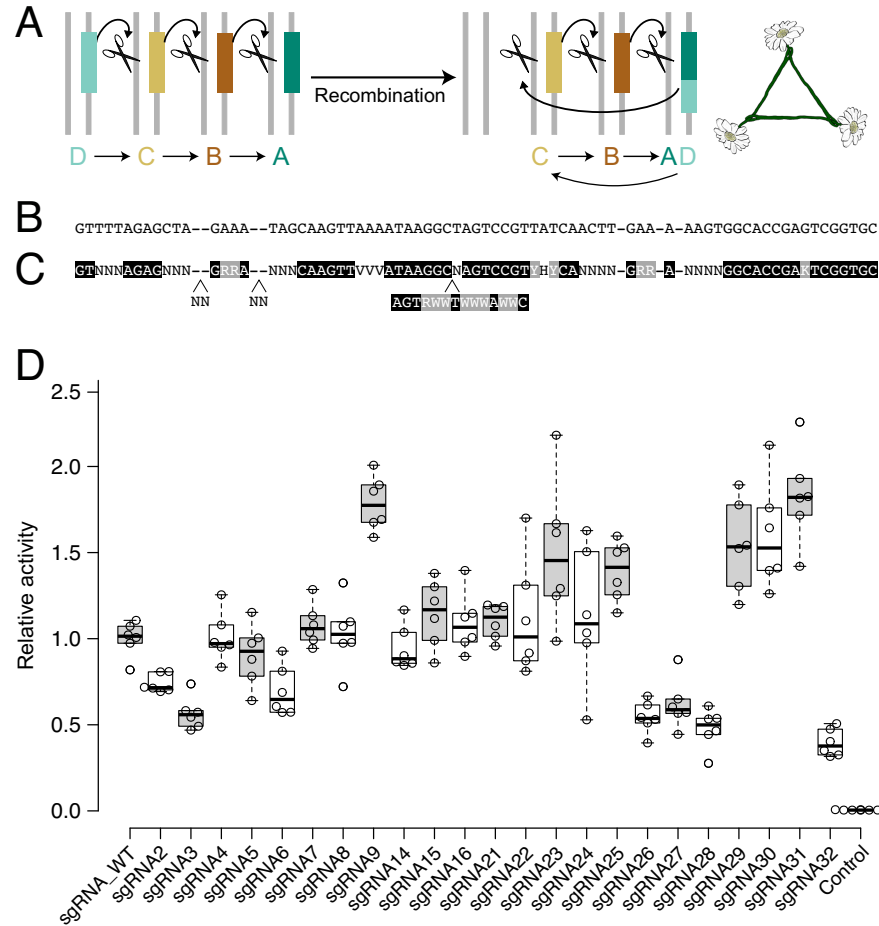 A
Recombination
D C B A
C B A D
B
GTTTTAGAGCTA--GAAA--TAGCAAGTTAAAATAAGGCTAGTCCGTTATCAACTT-GAA-A-AAGTGGCACCGAGTCGGTGC
C
GTNNNAGAGNNN--GRRA--NNNCAAGTTVVVATAAGGCNAGTCCGTYHYCANNNN-GRR-A-NNNNGGCACCGAKTCGGTGC
NN NN AGTRWWTWWWAWWC
D
Relative activity
2.5
2.0
1.5
1.0
0.5
0.0
sgRNA_WT sgRNA2 sgRNA3 sgRNA4 sgRNA5 sgRNA6 sgRNA7 sgRNA8 sgRNA9 sgRNA14 sgRNA15 sgRNA16 sgRNA21 sgRNA22 sgRNA23 sgRNA24 sgRNA25 sgRNA26 sgRNA27 sgRNA28 sgRNA29 sgRNA30 sgRNA31 sgRNA32 Control